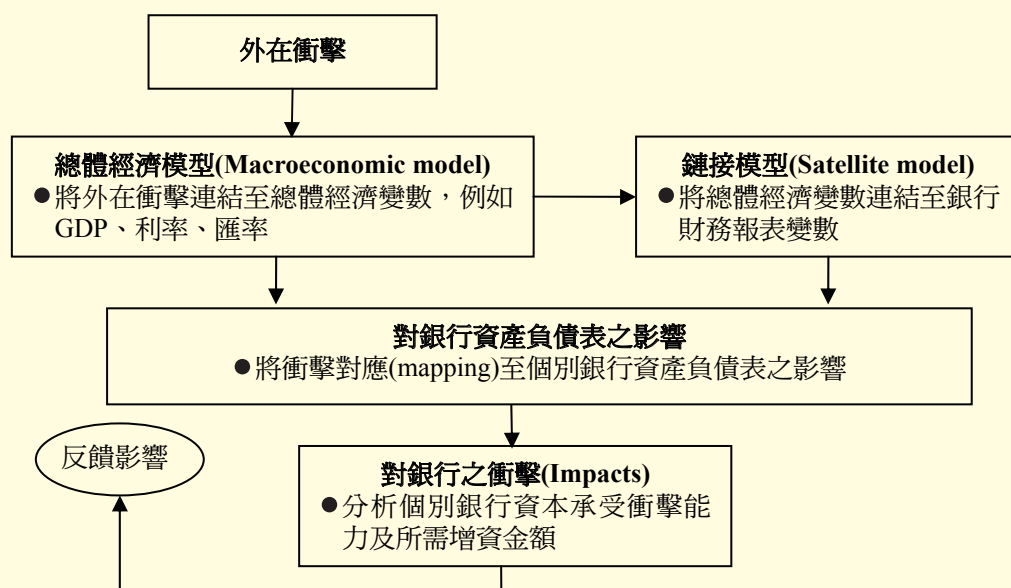 外在衝擊
總體經濟模型(Macroeconomic model)
●將外在衝擊連結至總體經濟變數，例如
GDP、利率、匯率
鏈接模型(Satellite model)
●將總體經濟變數連結至銀行
財務報表變數
對銀行資產負債表之影響
●將衝擊對應(mapping)至個別銀行資產負債表之影響
反饋影響
對銀行之衝擊(Impacts)
●分析個別銀行資本承受衝擊能
力及所需增資金額